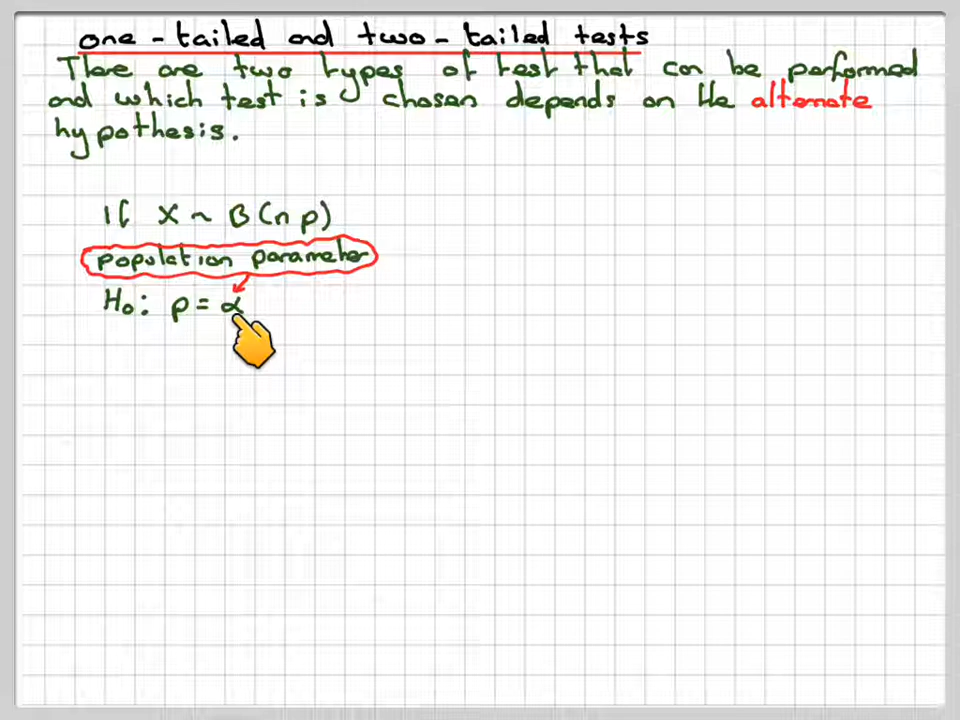 one-tailed and two-tailed tests
There are two types of test that can be performed
and which test is chosen depends on the alternate
hypothesis.
If X ~ B(n p)
population parameter
H₀: p = α